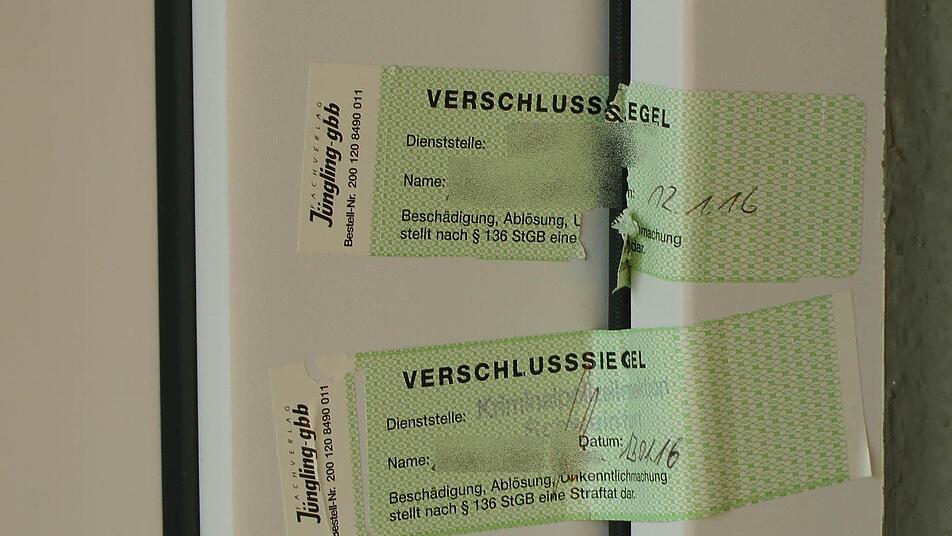 FACHVERLAG
Jüngling-gbb
Bestell-Nr. 200 120 8490 011
VERSCHLUSSSIEGEL
Dienststelle:
Name:
12.1.16
Beschädigung, Ablösung, U
machung
stellt nach § 136 StGB eine
dar.
FACHVERLAG
Jüngling-gbb
Bestell-Nr. 200 120 8490 011
VERSCHLUSSSIEGEL
Dienststelle:
Datum:
Name:
Beschädigung, Ablösung, Unkenntlichmachung
stellt nach § 136 StGB eine Straftat dar.